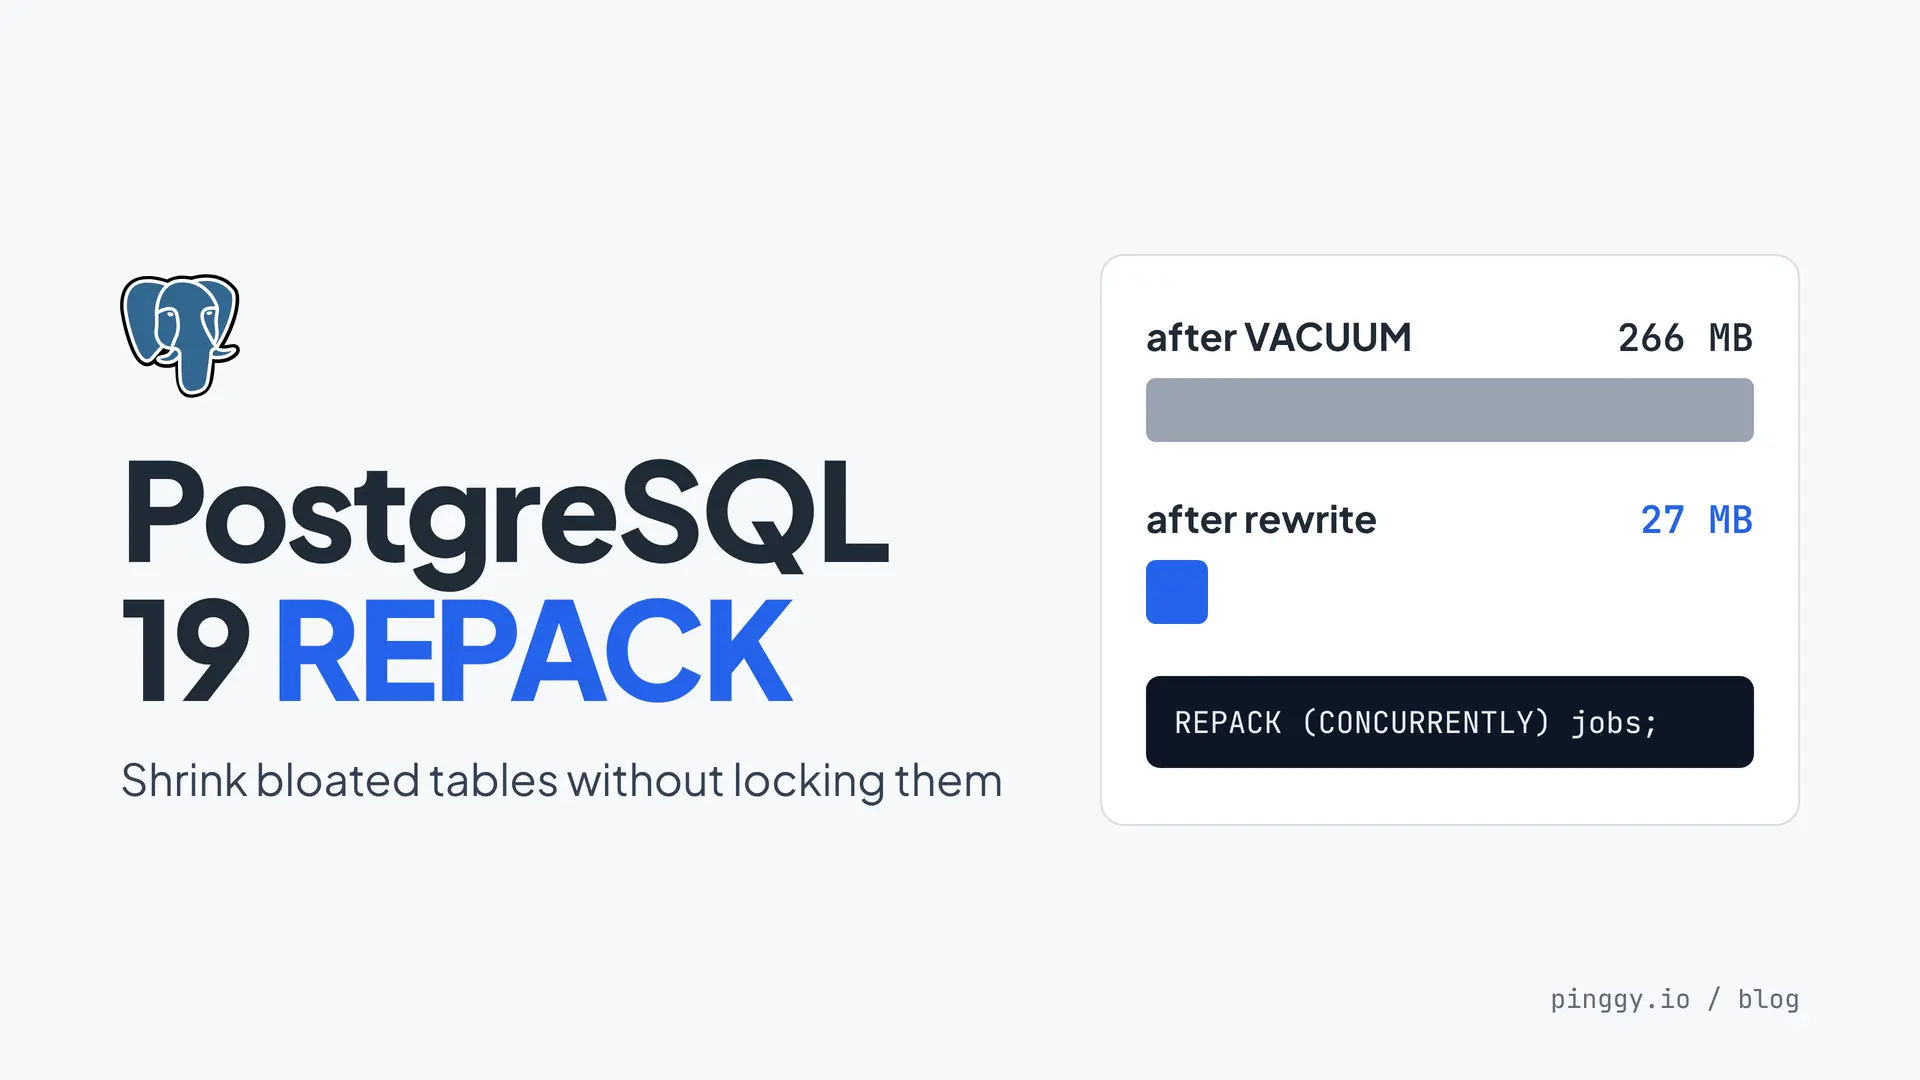 PostgreSQL
19 REPACK
Shrink bloated tables without locking them
after VACUUM 266 MB
after rewrite 27 MB
REPACK (CONCURRENTLY) jobs;
pinggy.io / blog